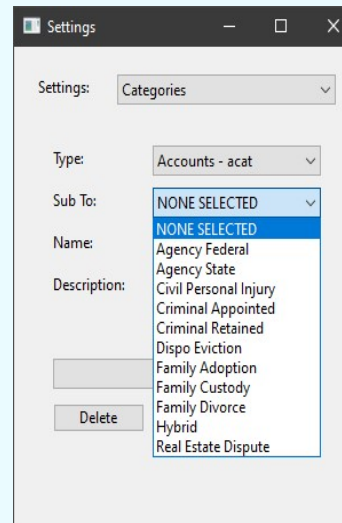 Settings
Settings: Categories
Type: Accounts - acat
Sub To: NONE SELECTED
NONE SELECTED
Name: Agency Federal
Agency State
Description: Civil Personal Injury
Criminal Appointed
Criminal Retained
Dispo Eviction
Family Adoption
Family Custody
Delete Family Divorce
Hybrid
Real Estate Dispute